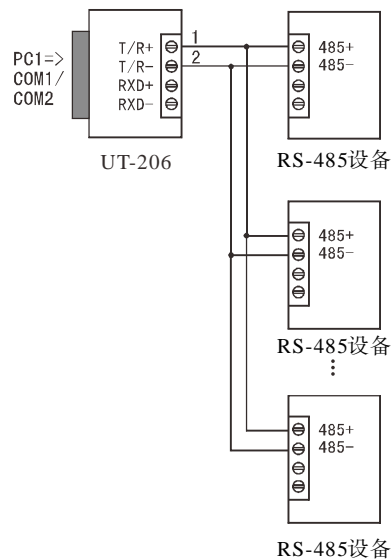 PC1=>
COM1/
COM2
T/R+
T/R-
RXD+
RXD-
1
2
UT-206
485+
485-
RS-485设备
485+
485-
RS-485设备
⋮
485+
485-
RS-485设备